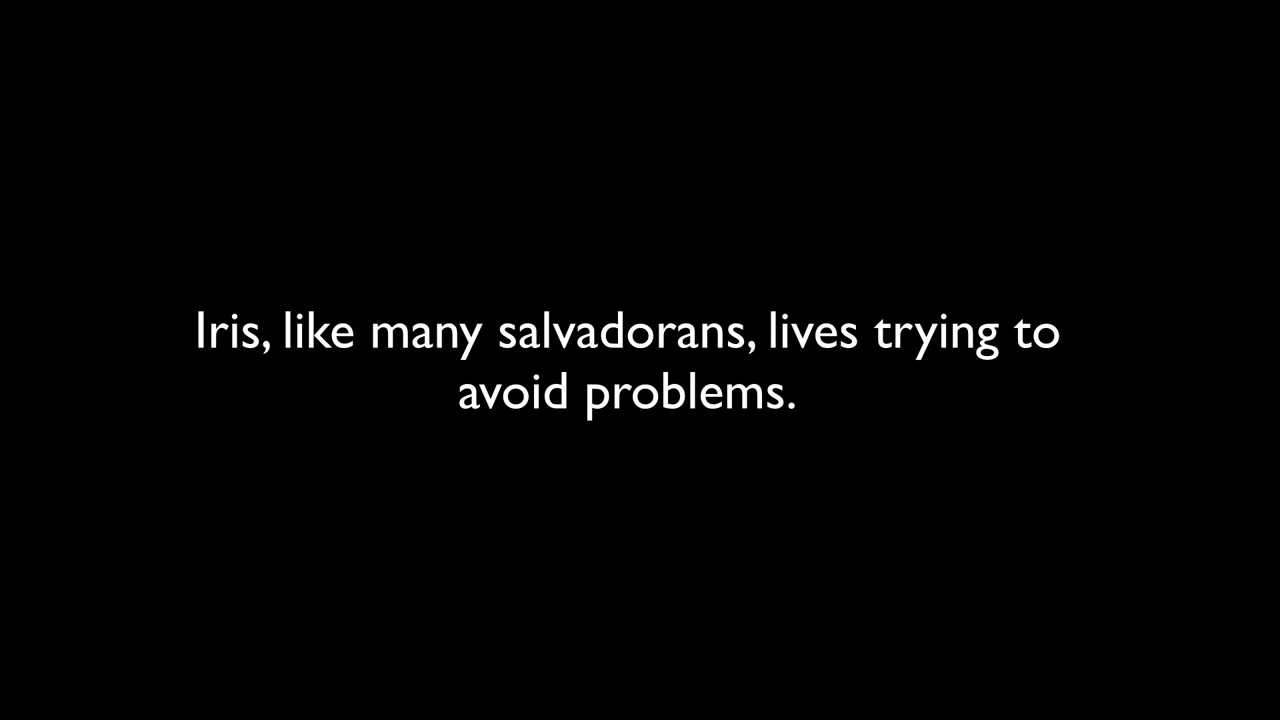 Iris, like many salvadorans, lives trying to
avoid problems.